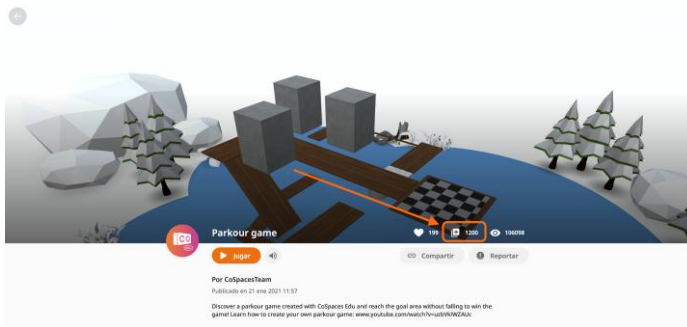 Parkour game
199
1200
106098
CO
Jugar
Compartir
Reportar
Por CoSpacesTeam
Publicado en 21 ene 2021 11:57
Discover a parkour game created with CoSpaces Edu and reach the goal area without falling to win the
game! Learn how to create your own parkour game: www.youtube.com/watch?v=